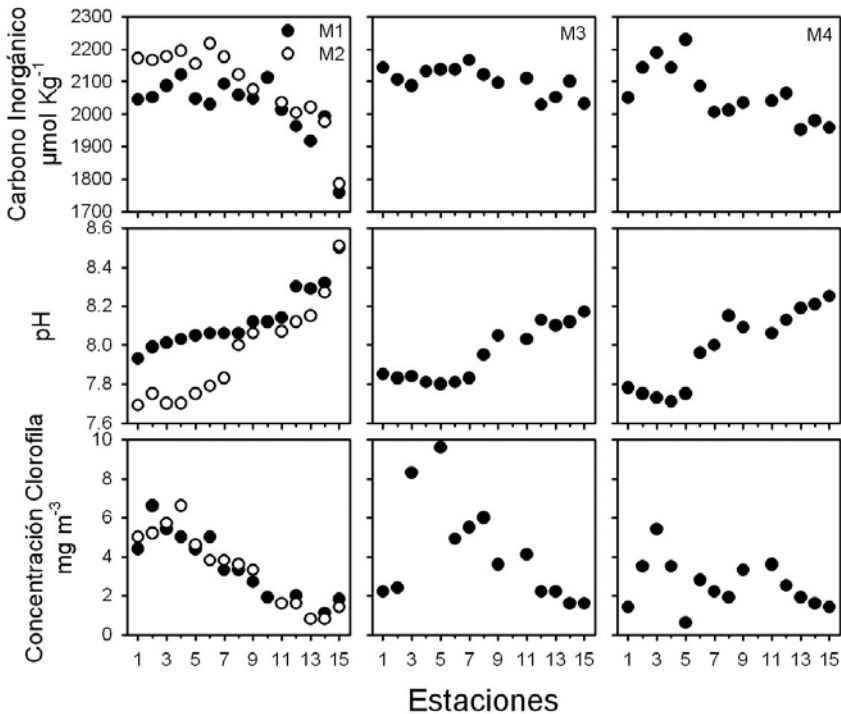 Carbono Inorgánico
µmol Kg⁻¹
2300
2200
2100
2000
1900
1800
1700
M1
M2
M3
M4
pH
8.6
8.4
8.2
8.0
7.8
7.6
Concentración Clorofila
mg m⁻³
10
8
6
4
2
0
1 3 5 7 9 11 13 15
1 3 5 7 9 11 13 15
1 3 5 7 9 11 13 15
Estaciones